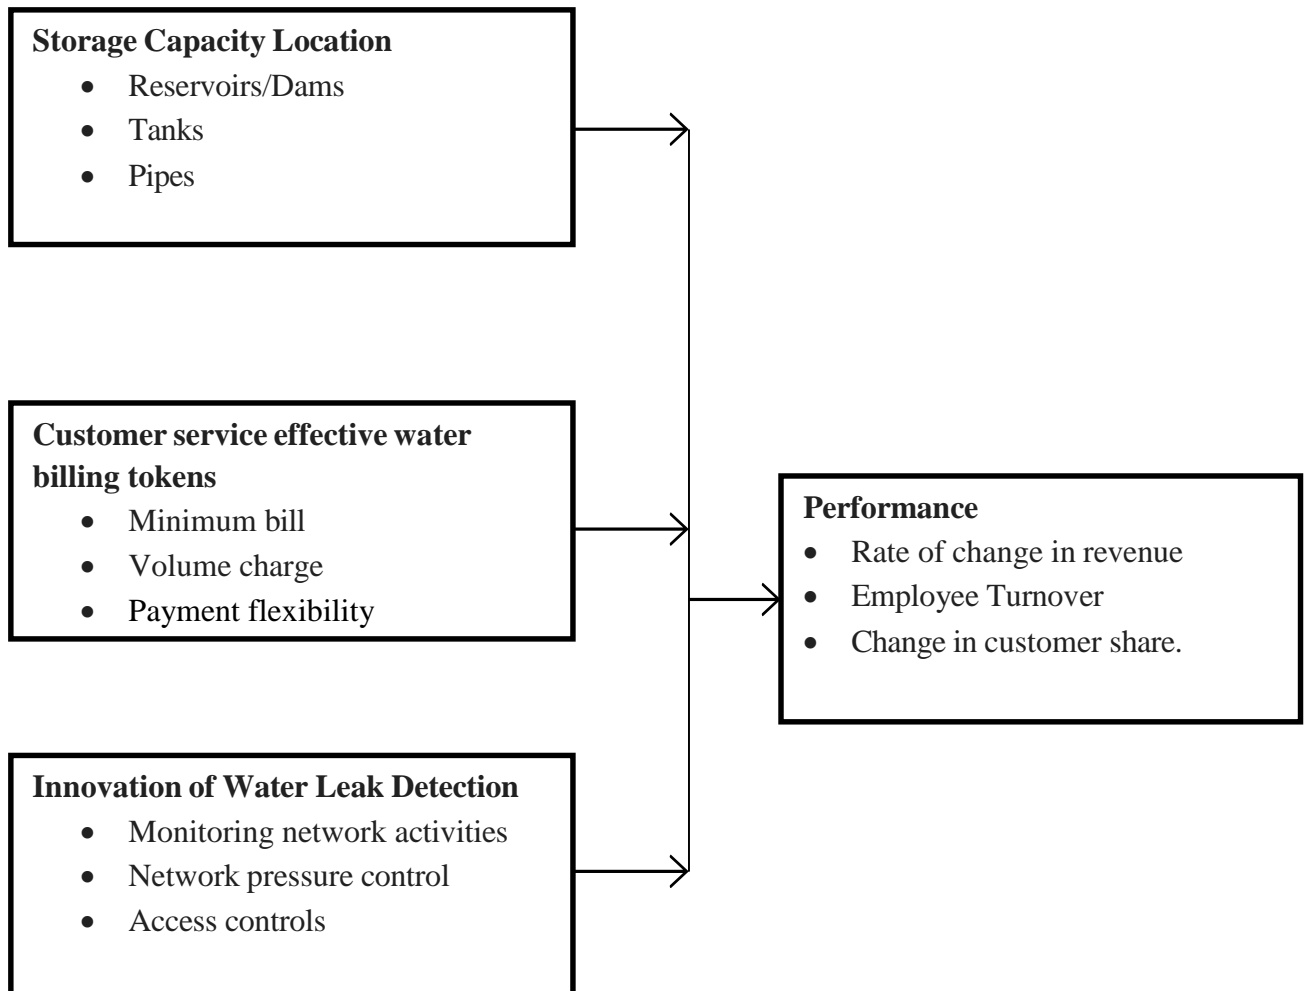 Storage Capacity Location
• Reservoirs/Dams
• Tanks
• Pipes
Customer service effective water
billing tokens
• Minimum bill
• Volume charge
• Payment flexibility
Performance
• Rate of change in revenue
• Employee Turnover
• Change in customer share.
Innovation of Water Leak Detection
• Monitoring network activities
• Network pressure control
• Access controls